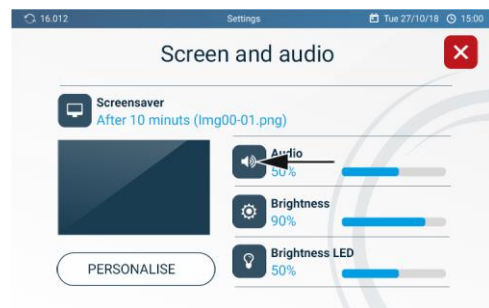 16.012 Settings Tue 27/10/18 15:00
Screen and audio
Screensaver
After 10 minuts (Img00-01.png)
Audio
50%
Brightness
90%
Brightness LED
50%
PERSONALISE